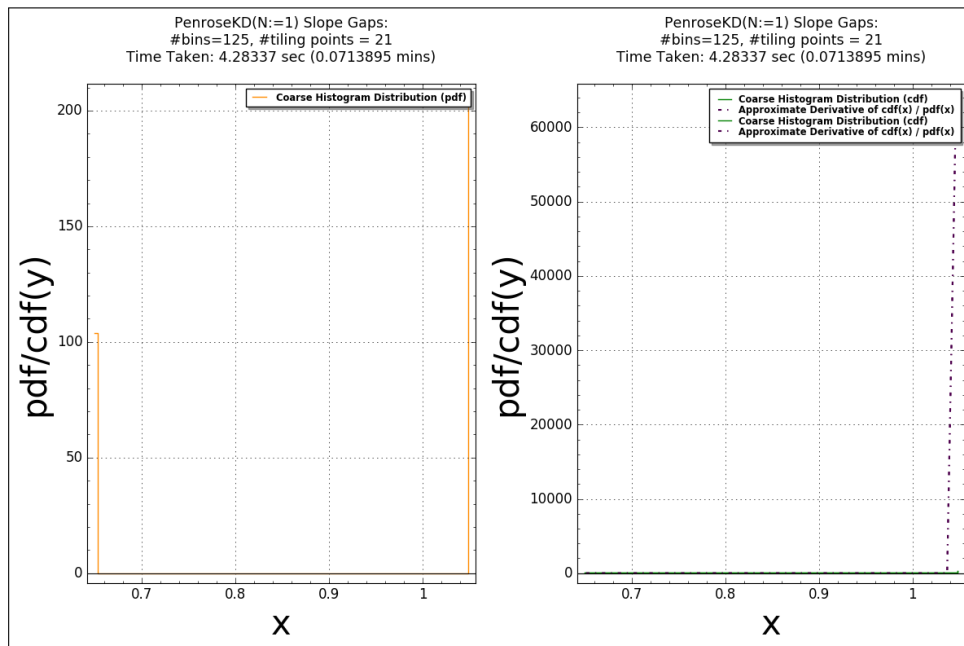 PenroseKD(N:=1) Slope Gaps:
#bins=125, #tiling points = 21
Time Taken: 4.28337 sec (0.0713895 mins)
Coarse Histogram Distribution (pdf)
200
150
100
50
0
pdf/cdf(y)
0.7
0.8
0.9
1
x
PenroseKD(N:=1) Slope Gaps:
#bins=125, #tiling points = 21
Time Taken: 4.28337 sec (0.0713895 mins)
Coarse Histogram Distribution (cdf)
Approximate Derivative of cdf(x) / pdf(x)
Coarse Histogram Distribution (cdf)
Approximate Derivative of cdf(x) / pdf(x)
60000
50000
40000
30000
20000
10000
0
pdf/cdf(y)
0.7
0.8
0.9
1
x